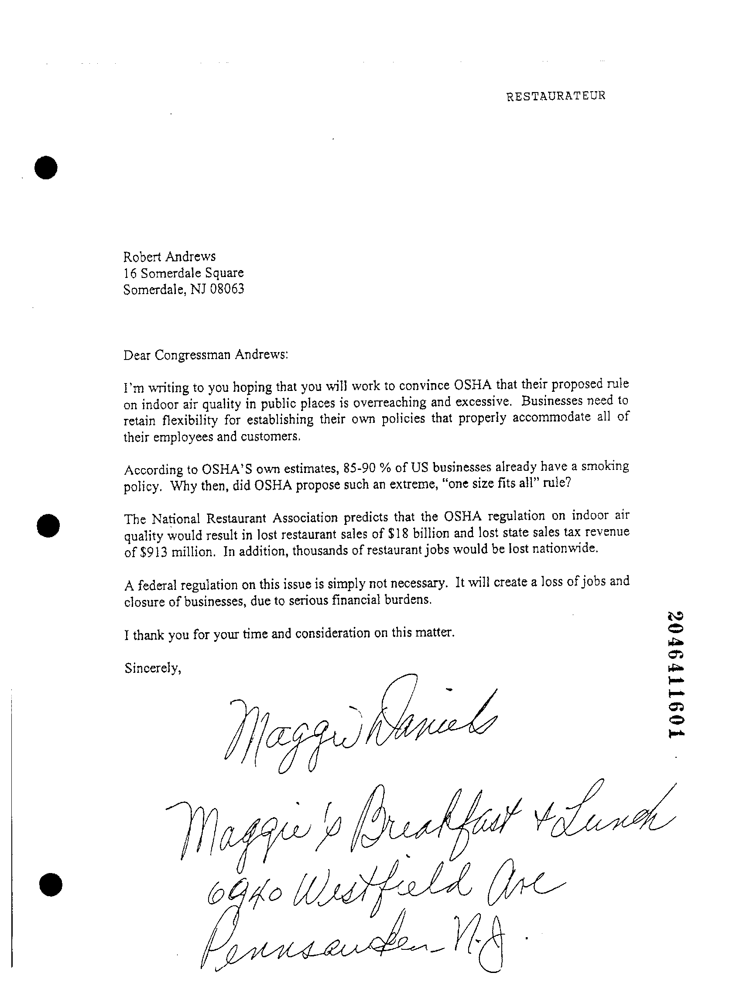 RESTAURATEUR
Robert Andrews
16 Somerdale Square
Somerdale, NJ 08063
Dear Congressman Andrews:
I'm writing to you hoping that you will work to convince OSHA that their proposed rule
on indoor air quality in public places is overreaching and excessive. Businesses need to
retain flexibility for establishing their own policies that properly accommodate all of
their employees and customers.
According to OSHA'S own estimates, 85-90 % of US businesses already have a smoking
policy. Why then, did OSHA propose such an extreme, "one size fits all" rule?
The National Restaurant Association predicts that the OSHA regulation on indoor air
quality would result in lost restaurant sales of $18 billion and lost state sales tax revenue
of $913 million. In addition, thousands of restaurant jobs would be lost nationwide.
A federal regulation on this issue is simply not necessary. It will create a loss of jobs and
closure of businesses, due to serious financial burdens.
I thank you for your time and consideration on this matter.
Sincerely,
Maggie Daniels
Maggie's Breakfast + Lunch
6940 Westfield Ave
Pennsauken N.J.
2046411601